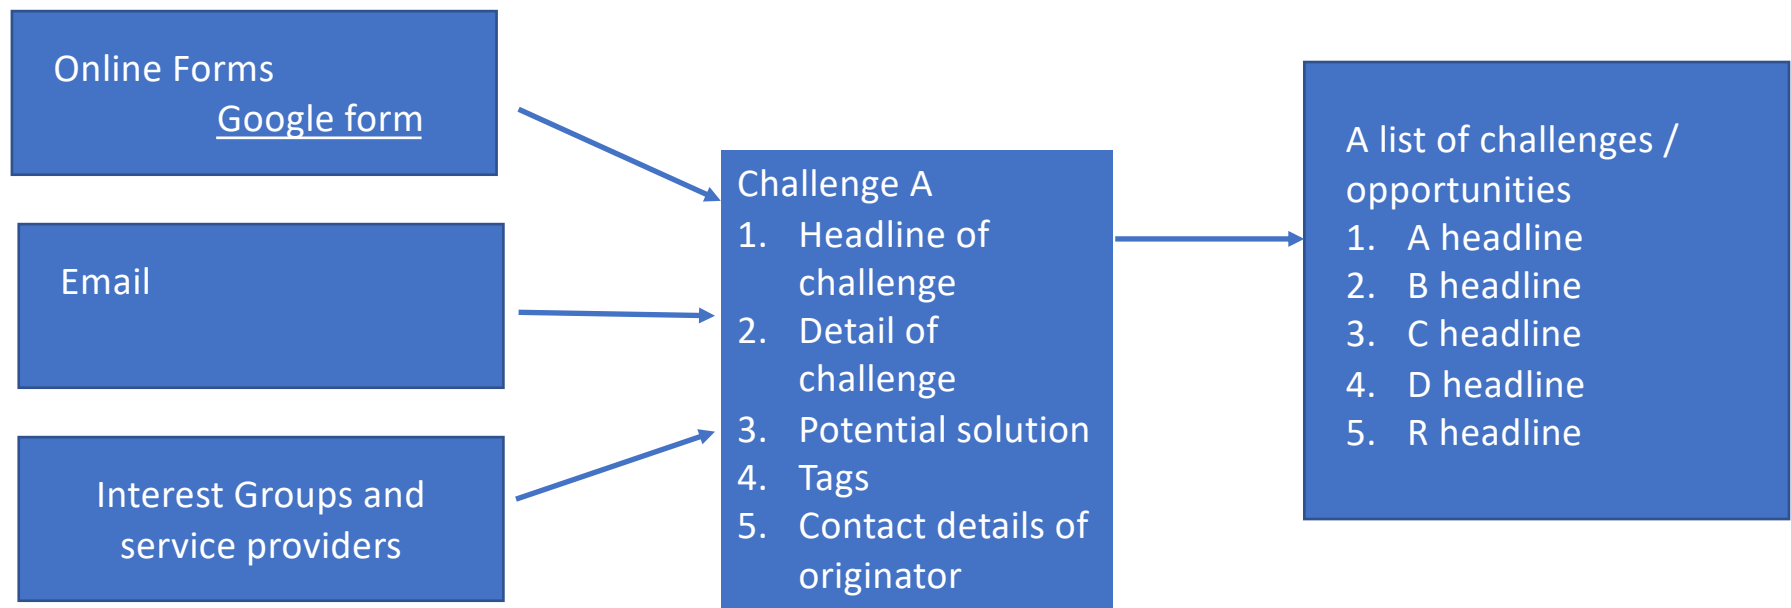 Online Forms
Google form
Email
Interest Groups and
service providers
Challenge A
1. Headline of
challenge
2. Detail of
challenge
3. Potential solution
4. Tags
5. Contact details of
originator
A list of challenges /
opportunities
1. A headline
2. B headline
3. C headline
4. D headline
5. R headline